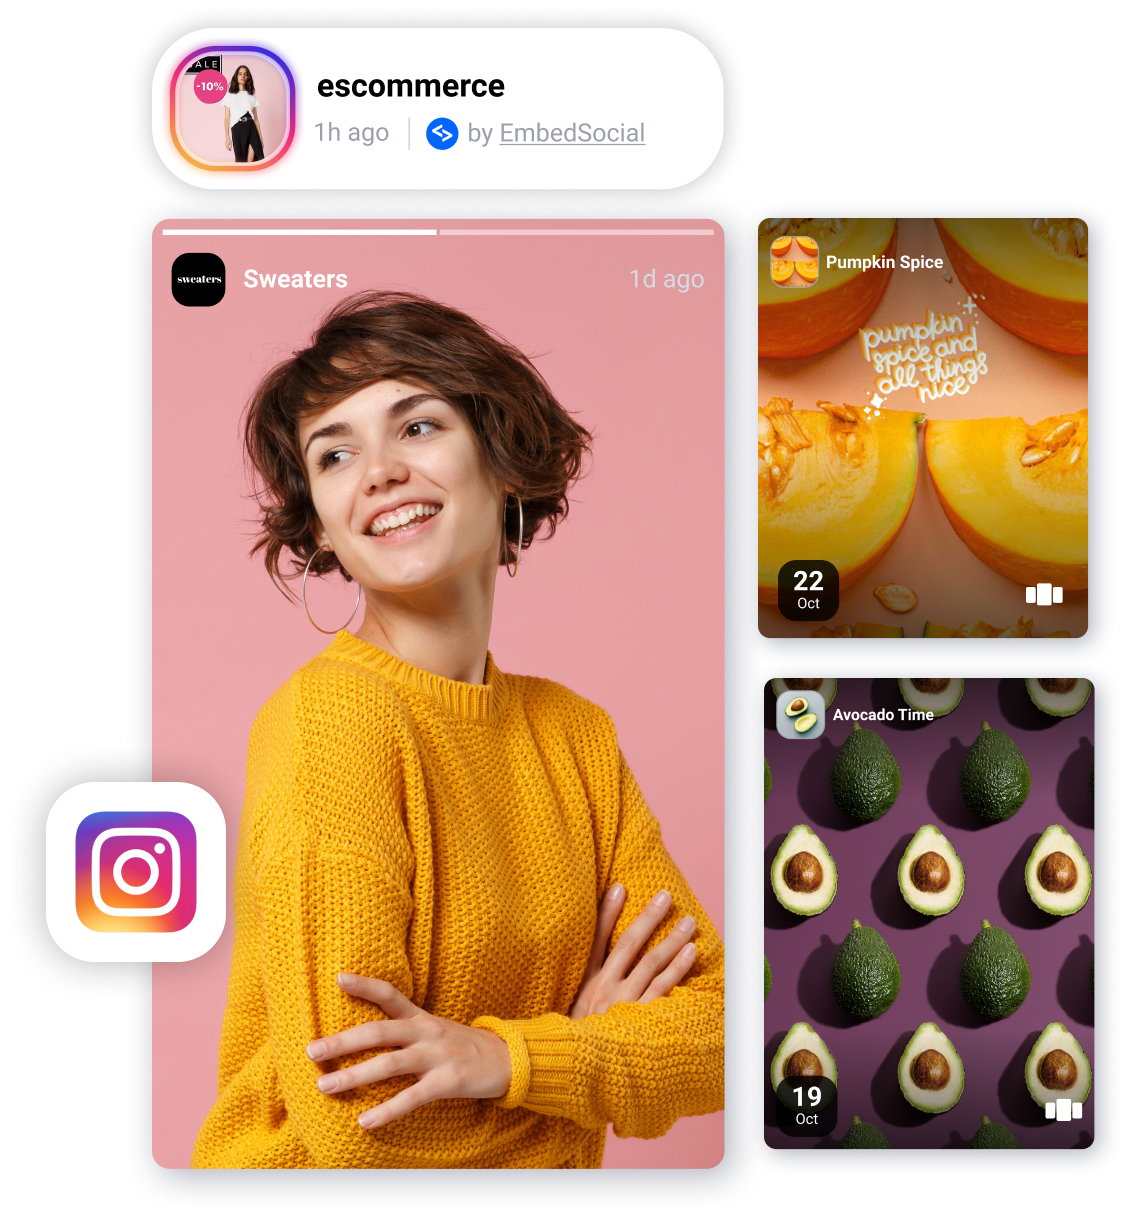 ALE
-10%
escommerce
1h ago
by EmbedSocial
sweaters
Sweaters
1d ago
Pumpkin Spice
pumpkin
spice and
all things
nice
22
Oct
Avocado Time
19
Oct